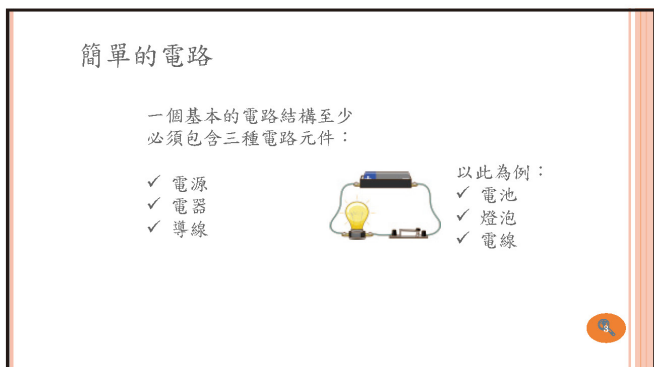 簡單的電路
一個基本的電路結構至少
必須包含三種電路元件：
✓ 電源
✓ 電器
✓ 導線
以此為例：
✓ 電池
✓ 燈泡
✓ 電線
3